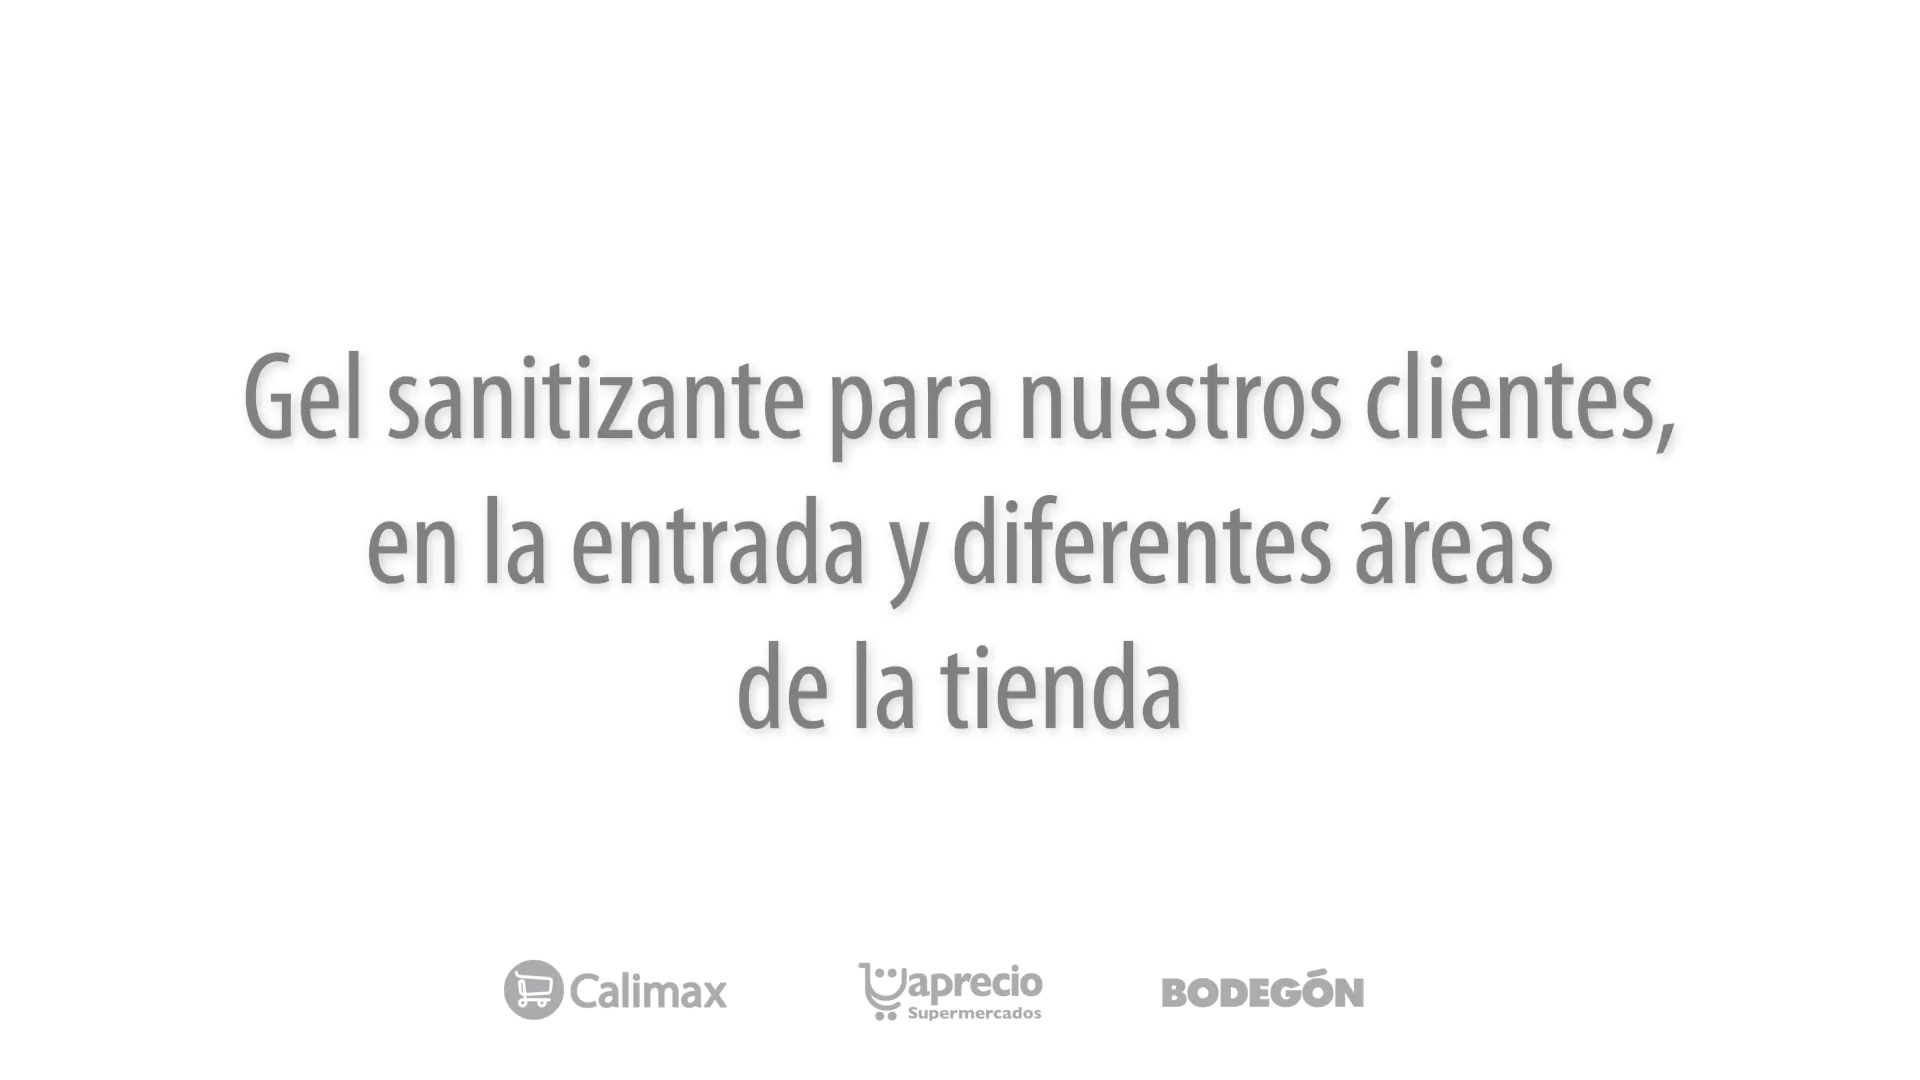 Gel sanitizante para nuestros clientes,
en la entrada y diferentes áreas
de la tienda
Calimax
aprecio
Supermercados
BODEGÓN